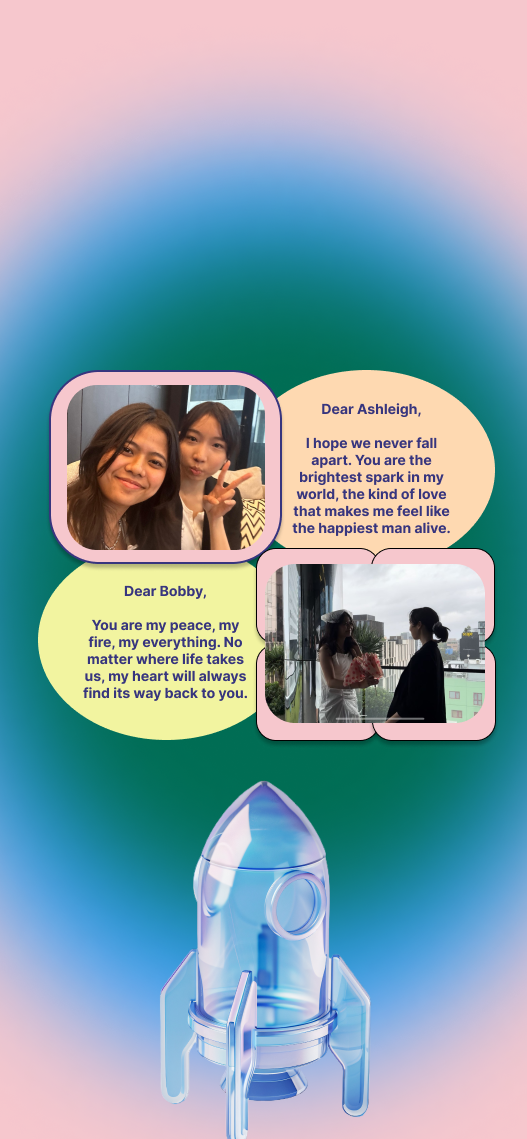 Dear Ashleigh,
I hope we never fall
apart. You are the
brightest spark in my
world, the kind of love
that makes me feel like
the happiest man alive.
Dear Bobby,
You are my peace, my
fire, my everything. No
matter where life takes
us, my heart will always
find its way back to you.